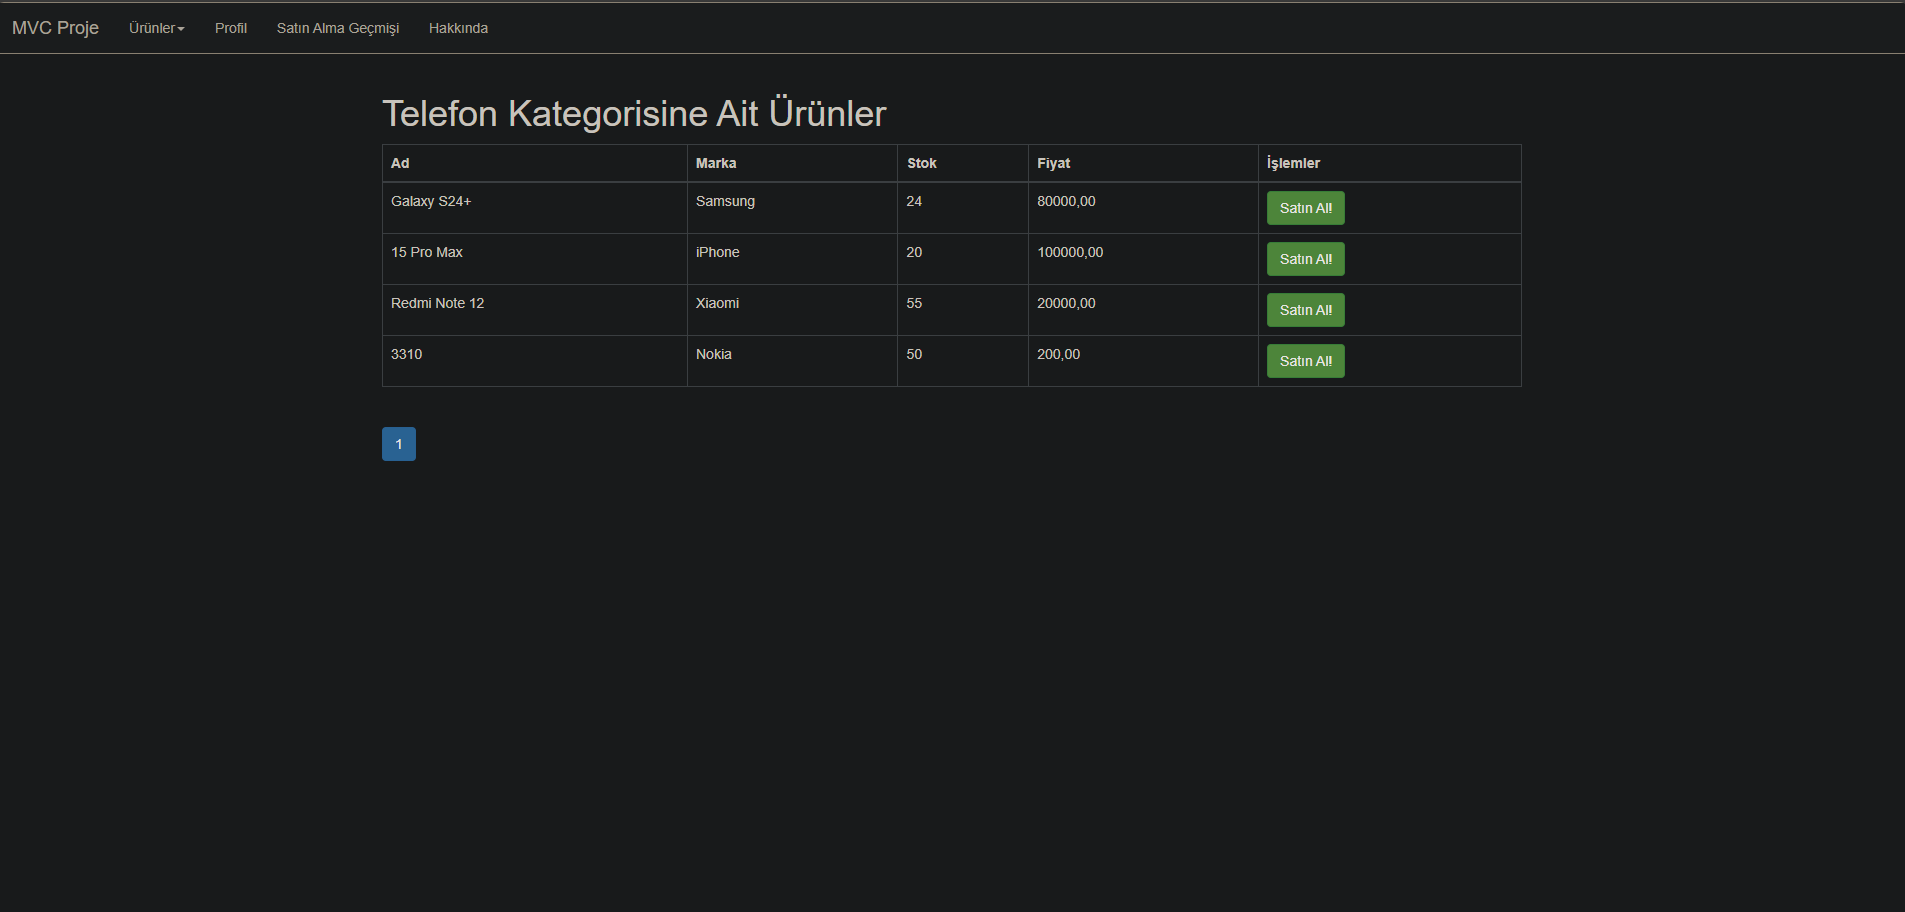 MVC Proje Ürünler Profil Satın Alma Geçmişi Hakkında
Telefon Kategorisine Ait Ürünler
Ad Marka Stok Fiyat İşlemler
Galaxy S24+ Samsung 24 80000,00 Satın Al!
15 Pro Max iPhone 20 100000,00 Satın Al!
Redmi Note 12 Xiaomi 55 20000,00 Satın Al!
3310 Nokia 50 200,00 Satın Al!
1